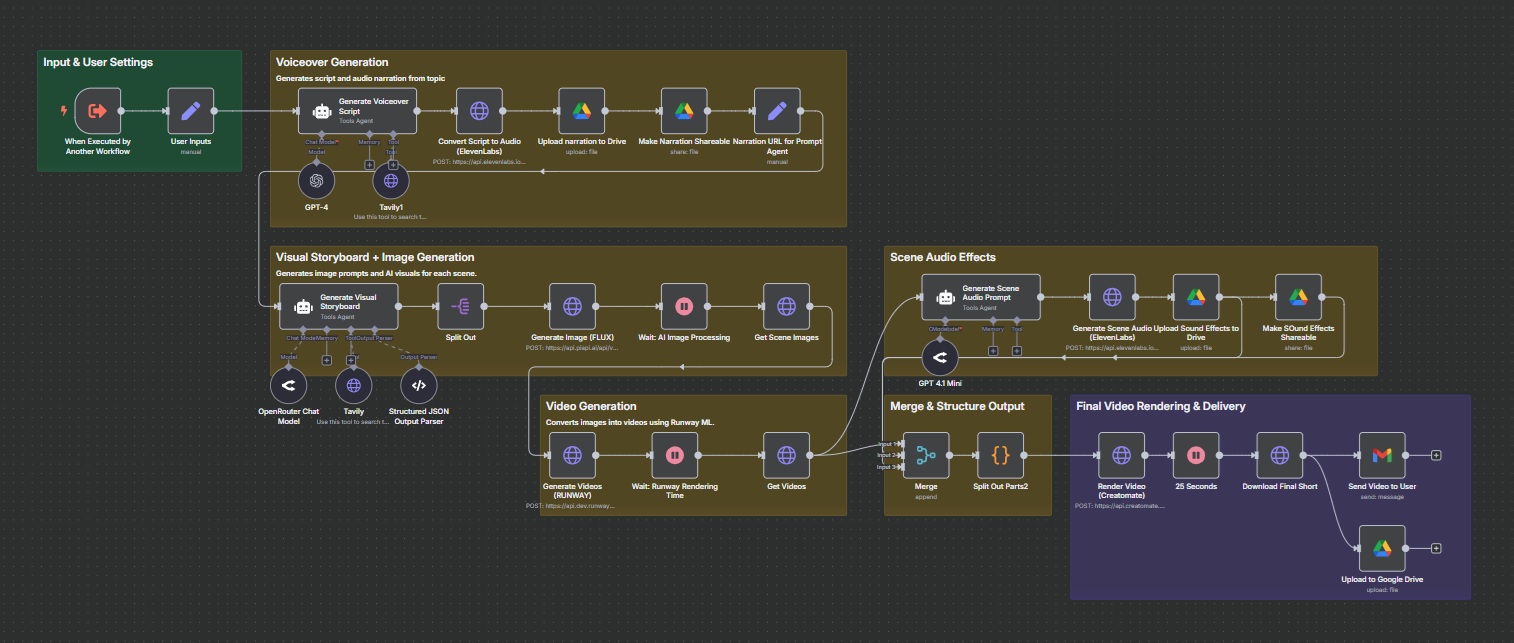 Input & User Settings
When Executed by
Another Workflow
User Inputs
manual
Voiceover Generation
Generates script and audio narration from topic
Generate Voiceover
Script
Tools Agent
Chat Model*
Memory
Tool
Model
Tool
GPT-4
Tavily1
Use this tool to search t...
Convert Script to Audio
(ElevenLabs)
POST: https://api.elevenlabs.io...
Upload narration to Drive
upload: file
Make Narration Shareable
share: file
Narration URL for Prompt
Agent
manual
Visual Storyboard + Image Generation
Generates image prompts and AI visuals for each scene.
Generate Visual
Storyboard
Tools Agent
Chat Model
Memory
Tool
Output Parser
Model
Output Parser
OpenRouter Chat
Model
Tavily
Use this tool to search t...
Structured JSON
Output Parser
Split Out
Generate Image (FLUX)
POST: https://api.piapi.ai/api/v...
Wait: AI Image Processing
Get Scene Images
Scene Audio Effects
Generate Scene
Audio Prompt
Tools Agent
Memory
Tool
GPT 4.1 Mini
Generate Scene Audio
(ElevenLabs)
POST: https://api.elevenlabs.io...
Upload Sound Effects to
Drive
upload: file
Make SOund Effects
Shareable
share: file
Video Generation
Converts images into videos using Runway ML.
Generate Videos
(RUNWAY)
POST: https://api.dev.runway...
Wait: Runway Rendering
Time
Get Videos
Merge & Structure Output
Input 1
Input 2
Input 3
Merge
append
Split Out Parts2
Final Video Rendering & Delivery
Render Video
(Creatomate)
POST: https://api.creatomate....
25 Seconds
Download Final Short
Send Video to User
send: message
Upload to Google Drive
upload: file